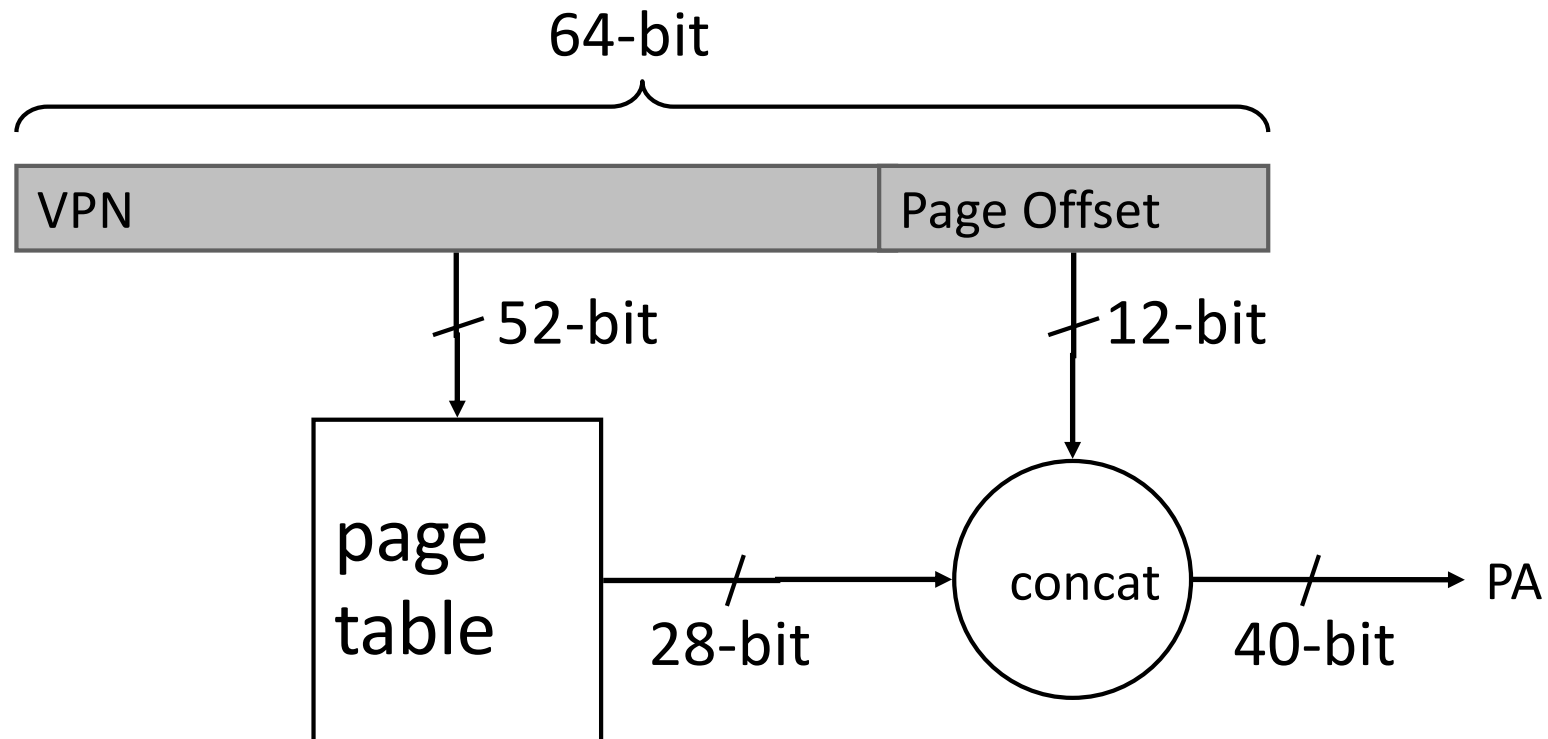 64-bit
VPN
Page Offset
52-bit
12-bit
page
table
28-bit
concat
40-bit
PA